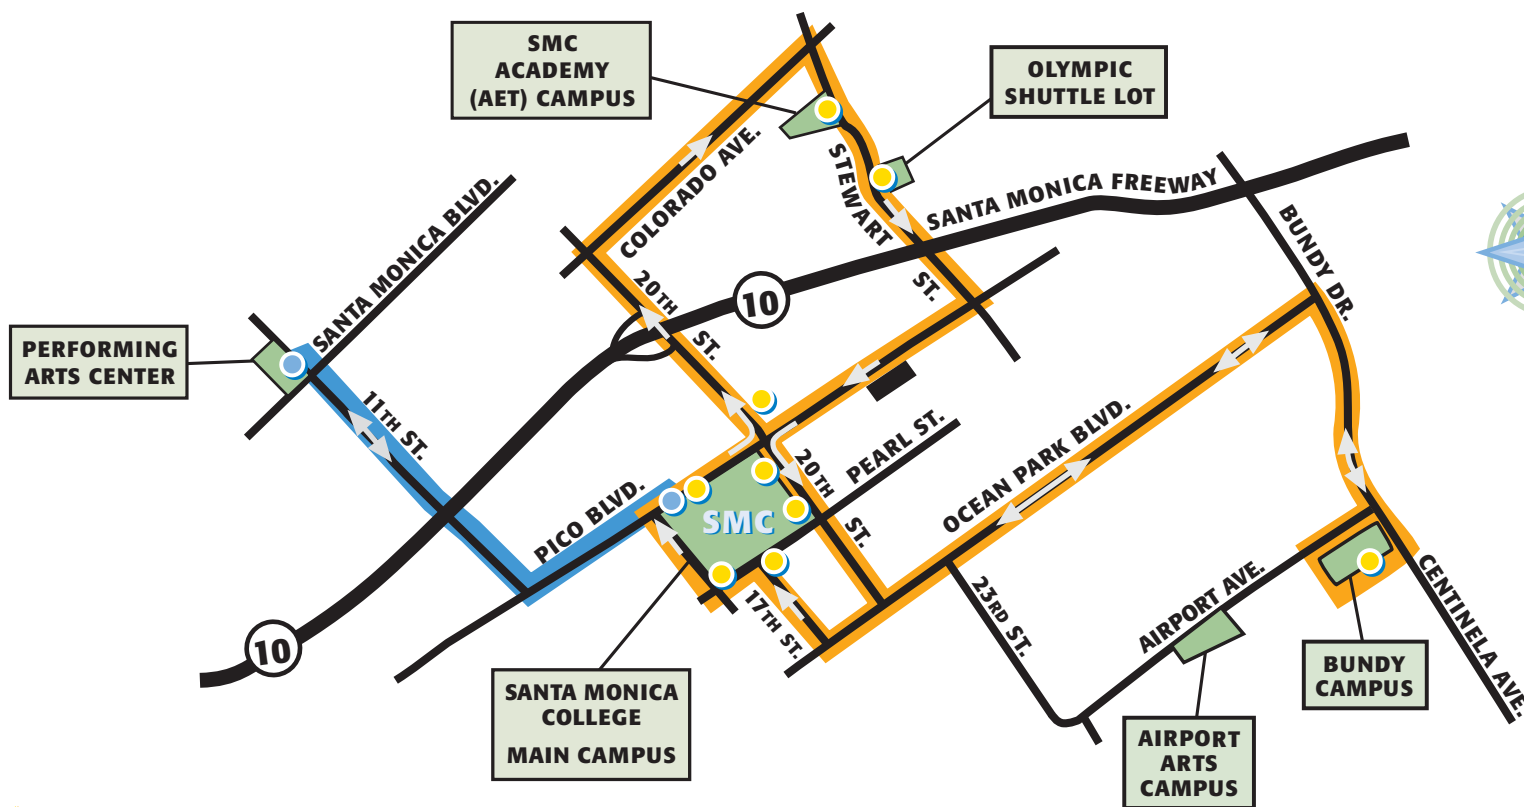 SMC
ACADEMY
(AET) CAMPUS
OLYMPIC
SHUTTLE LOT
COLORADO AVE.
STEWART
ST.
SANTA MONICA FREEWAY
SANTA MONICA BLVD.
BUNDY DR.
20TH
ST.
10
PERFORMING
ARTS CENTER
11TH ST.
PICO BLVD.
SMC
20TH
ST.
PEARL ST.
OCEAN PARK BLVD.
17TH ST.
23RD ST.
AIRPORT AVE.
CENTINELA AVE.
10
SANTA MONICA
COLLEGE
MAIN CAMPUS
BUNDY
CAMPUS
AIRPORT
ARTS
CAMPUS